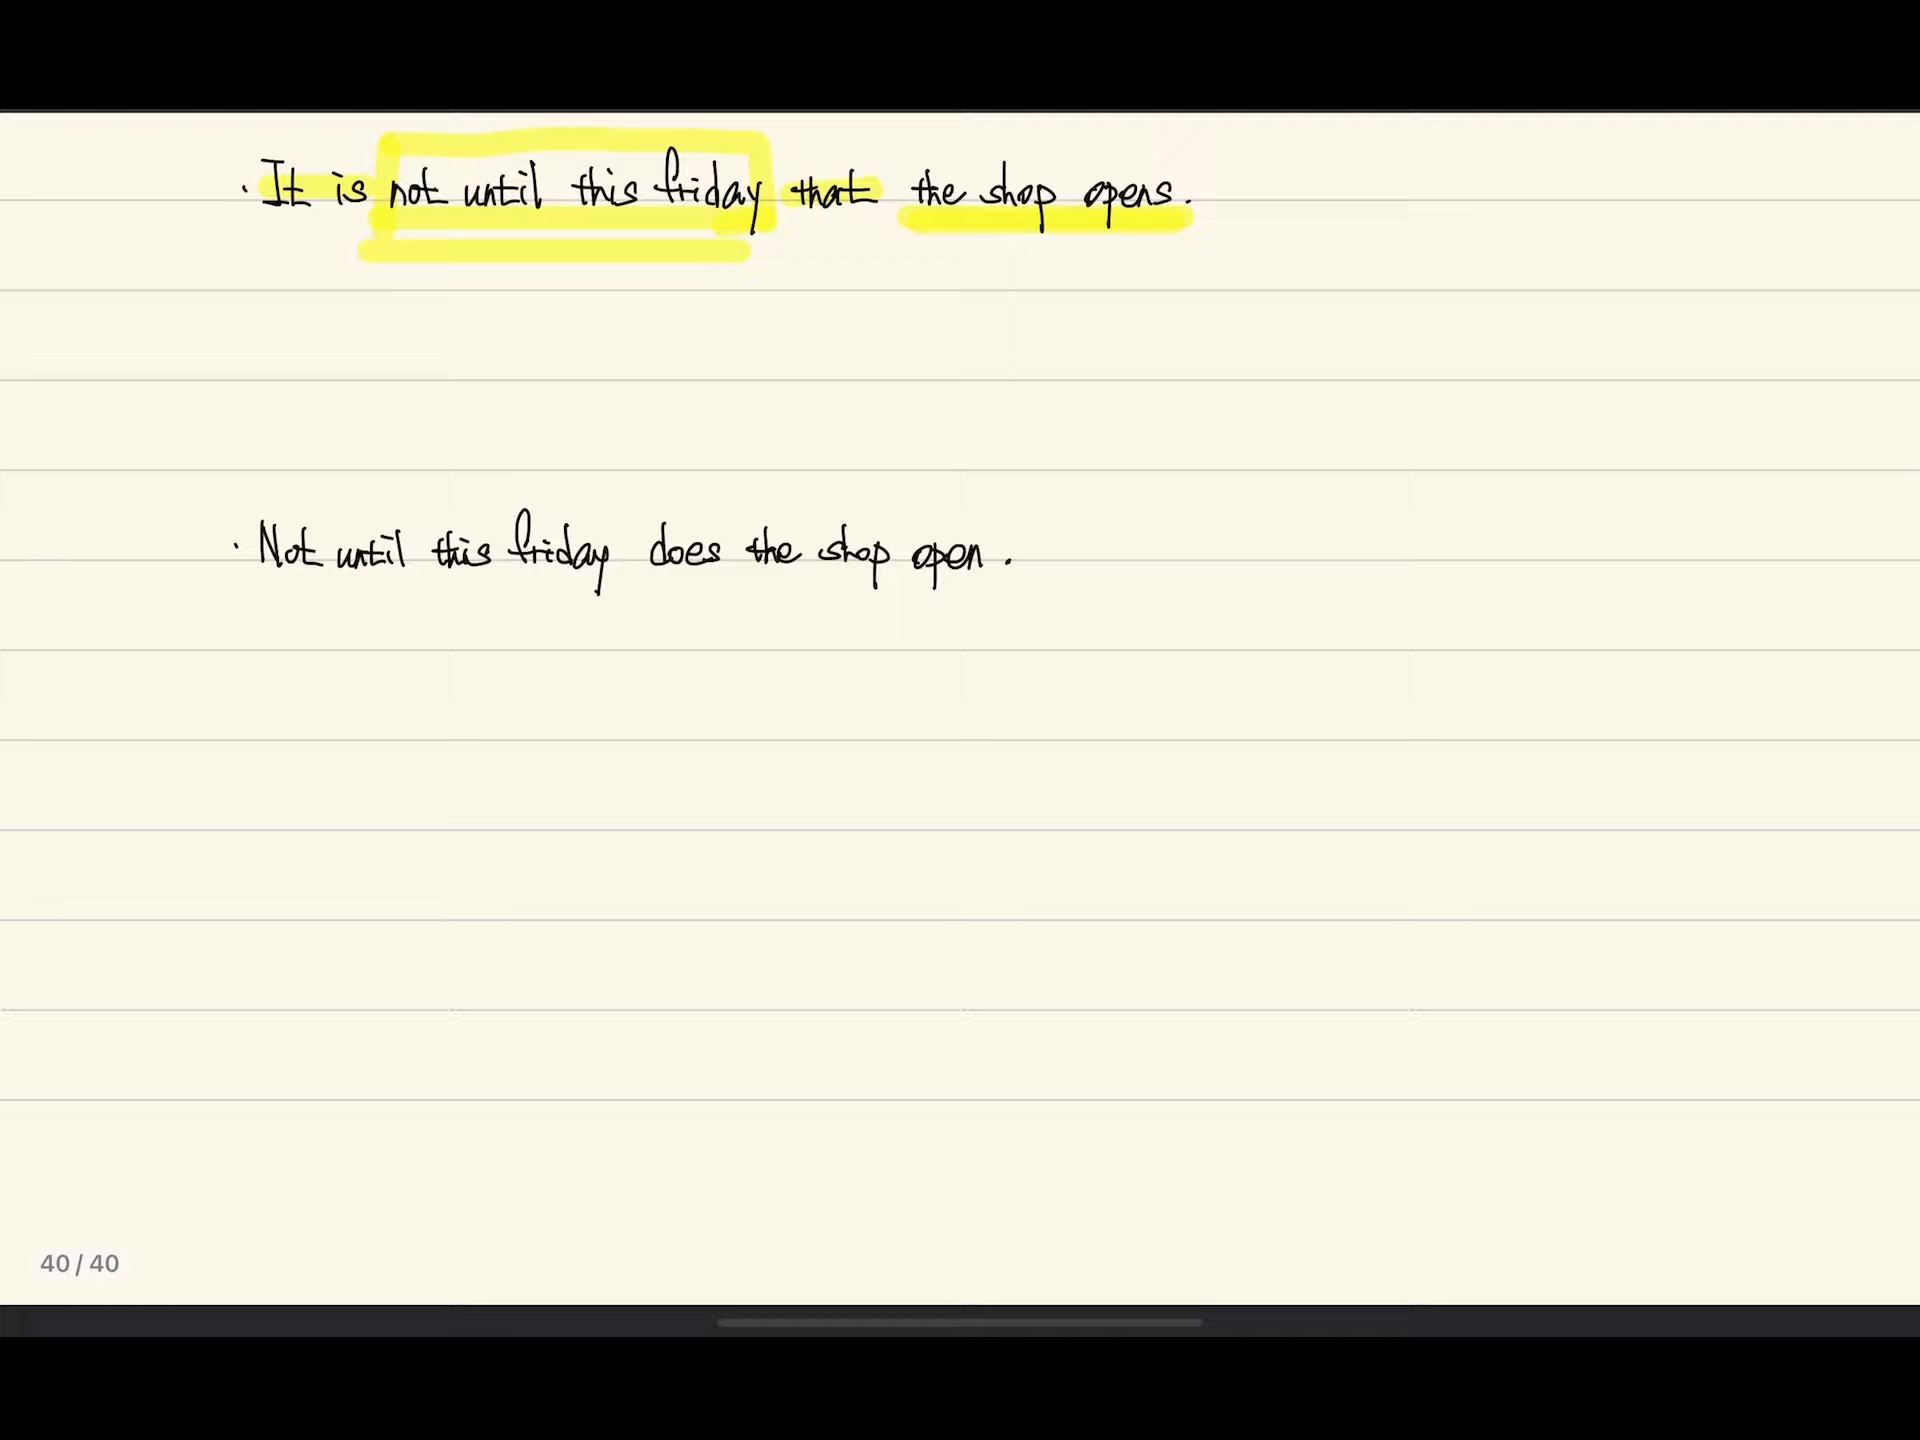 · It is not until this friday that the shop opens.
· Not until this friday does the shop open.
40 / 40